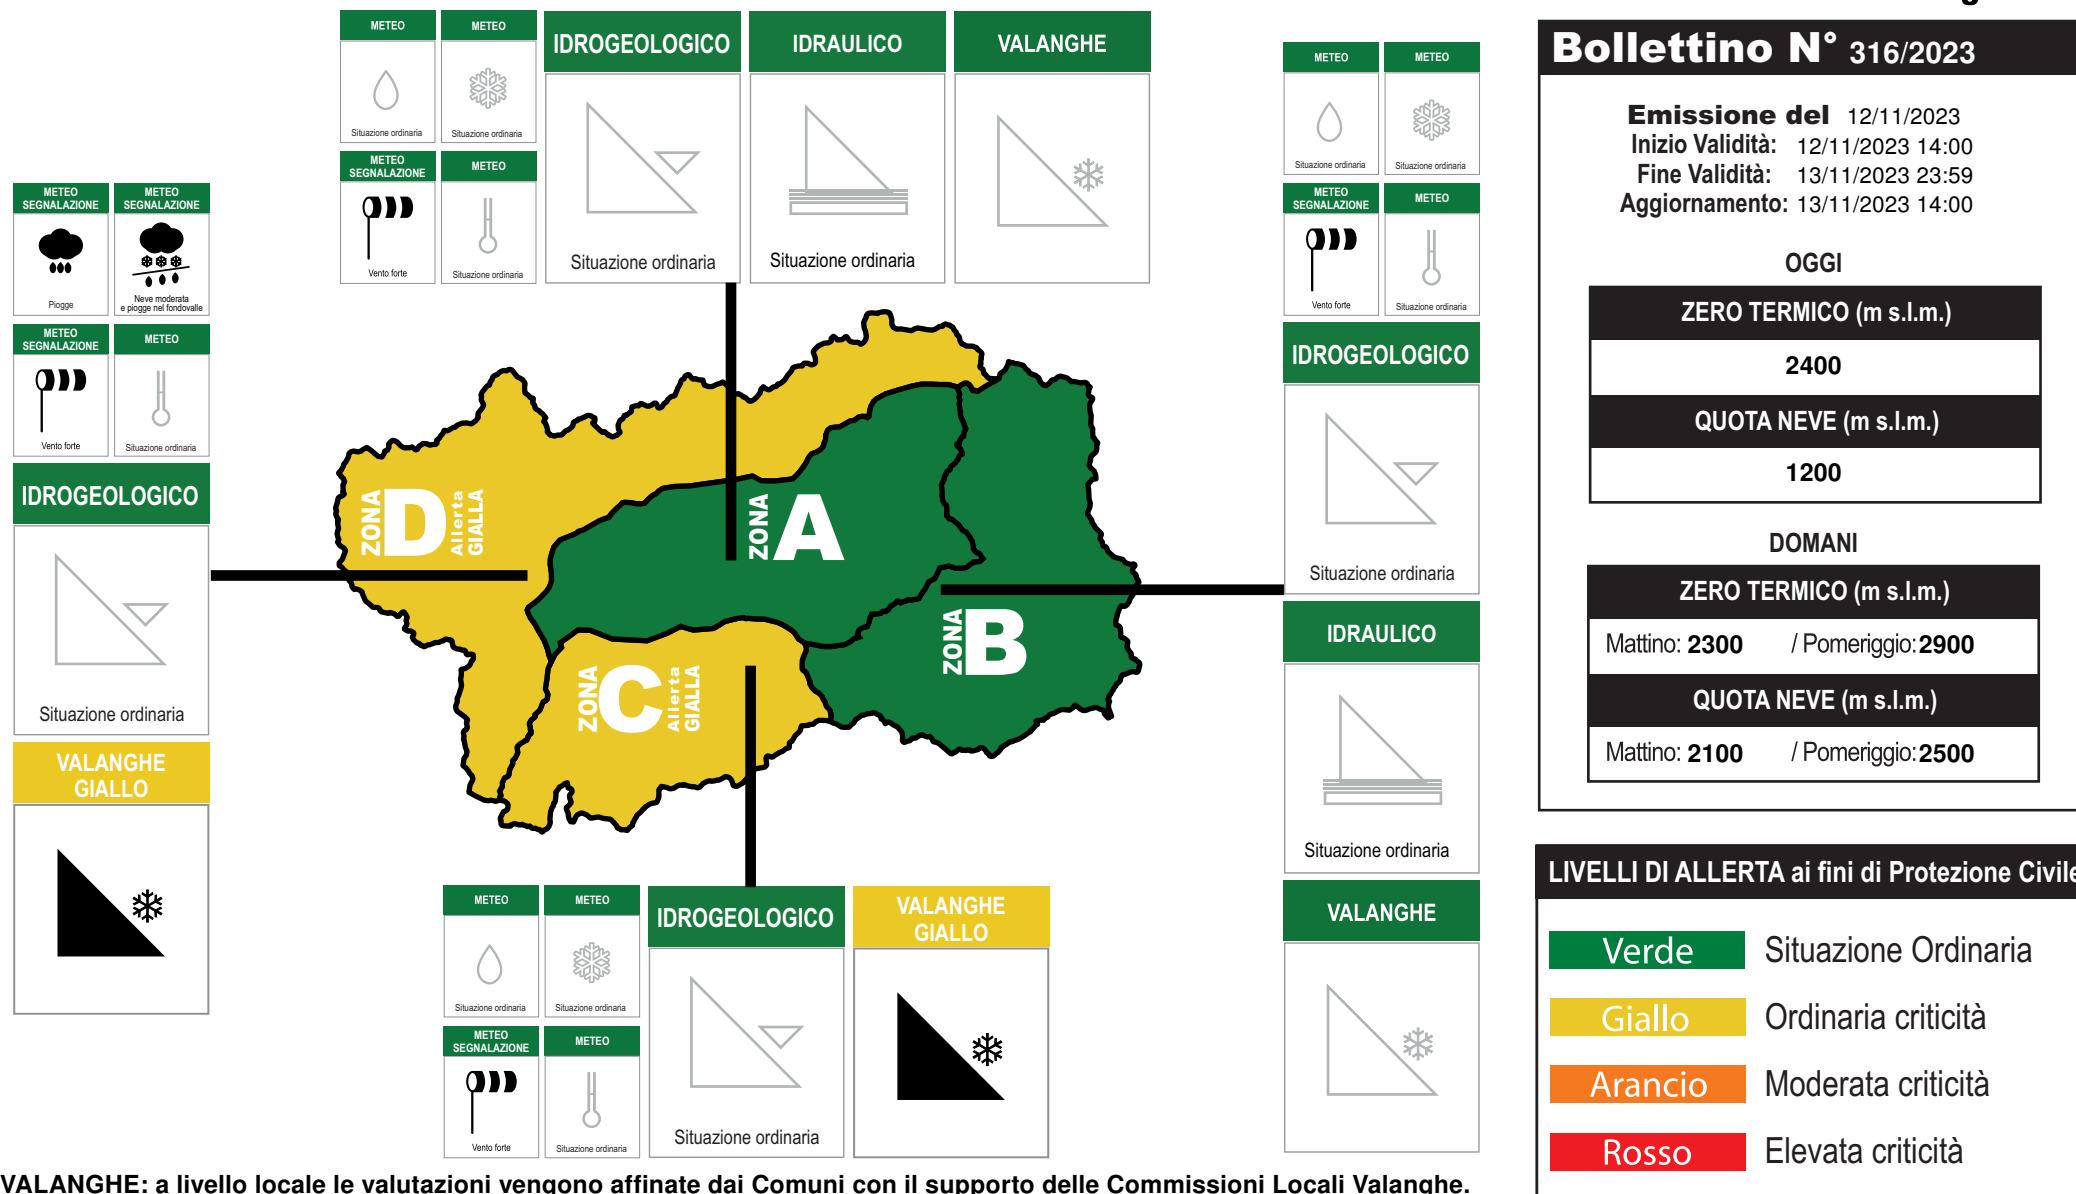 METEO
METEO
Situazione ordinaria
Situazione ordinaria
METEO
SEGNALAZIONE
METEO
Vento forte
Situazione ordinaria
IDROGEOLOGICO
Situazione ordinaria
IDRAULICO
Situazione ordinaria
VALANGHE
METEO
SEGNALAZIONE
METEO
SEGNALAZIONE
Piogge
Neve moderata
e piogge nel fondovalle
METEO
SEGNALAZIONE
METEO
Vento forte
Situazione ordinaria
IDROGEOLOGICO
Situazione ordinaria
VALANGHE
GIALLO
ZONA D Allerta GIALLA
ZONA A
ZONA B
ZONA C Allerta GIALLA
METEO
METEO
Situazione ordinaria
Situazione ordinaria
METEO
SEGNALAZIONE
METEO
Vento forte
Situazione ordinaria
IDROGEOLOGICO
Situazione ordinaria
IDRAULICO
Situazione ordinaria
VALANGHE
METEO
METEO
Situazione ordinaria
Situazione ordinaria
METEO
SEGNALAZIONE
METEO
Vento forte
Situazione ordinaria
IDROGEOLOGICO
Situazione ordinaria
VALANGHE
GIALLO
Bollettino N° 316/2023
Emissione del 12/11/2023
Inizio Validità: 12/11/2023 14:00
Fine Validità: 13/11/2023 23:59
Aggiornamento: 13/11/2023 14:00
OGGI
ZERO TERMICO (m s.l.m.)
2400
QUOTA NEVE (m s.l.m.)
1200
DOMANI
ZERO TERMICO (m s.l.m.)
Mattino: 2300 / Pomeriggio: 2900
QUOTA NEVE (m s.l.m.)
Mattino: 2100 / Pomeriggio: 2500
LIVELLI DI ALLERTA ai fini di Protezione Civile
Verde Situazione Ordinaria
Giallo Ordinaria criticità
Arancio Moderata criticità
Rosso Elevata criticità
VALANGHE: a livello locale le valutazioni vengono affinate dai Comuni con il supporto delle Commissioni Locali Valanghe.